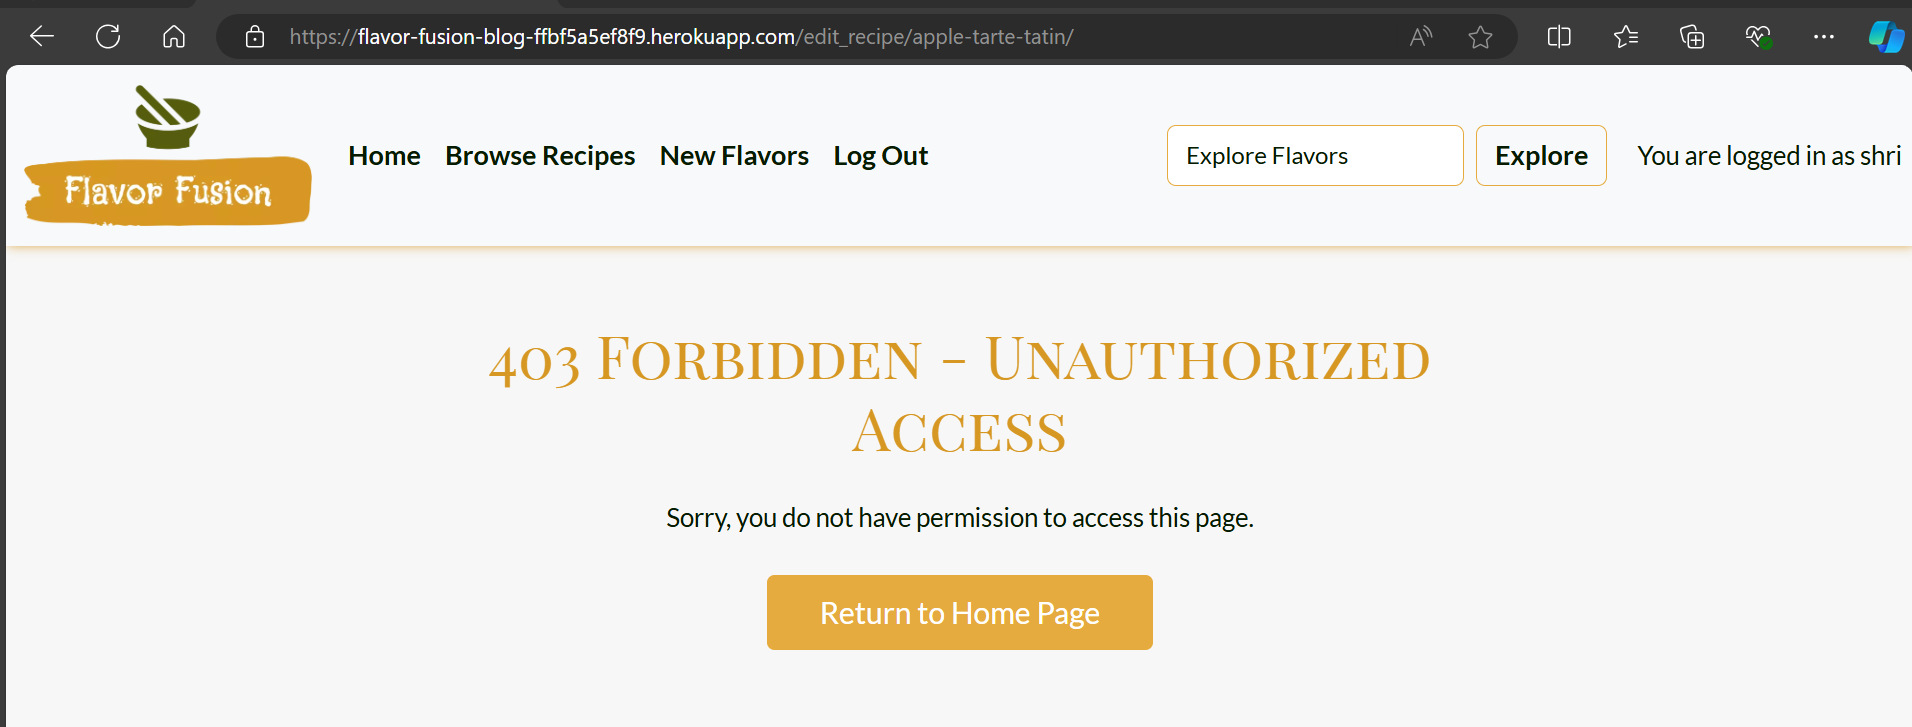 https://flavor-fusion-blog-ffbf5a5ef8f9.herokuapp.com/edit_recipe/apple-tarte-tatin/
Flavor Fusion
Home Browse Recipes New Flavors Log Out Explore Flavors Explore You are logged in as shri
403 Forbidden - Unauthorized
Access
Sorry, you do not have permission to access this page.
Return to Home Page